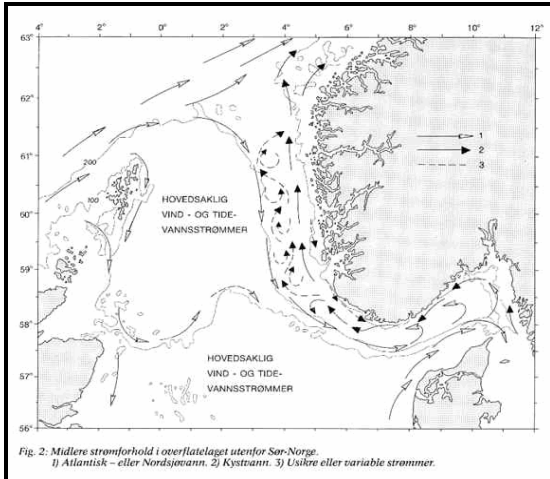 4° 2° 0° 2° 4° 6° 8° 10° 12°
63°
62°
61°
60°
59°
58°
57°
56°
200
100
HOVEDSAKLIG
VIND - OG TIDE-
VANNSSTRØMMER
HOVEDSAKLIG
VIND - OG TIDE-
VANNSSTRØMMER
1
2
3
Fig. 2: Midlere strømforhold i overflatelaget utenfor Sør-Norge.
1) Atlantisk – eller Nordsjøvann. 2) Kystvann. 3) Usikre eller variable strømmer.